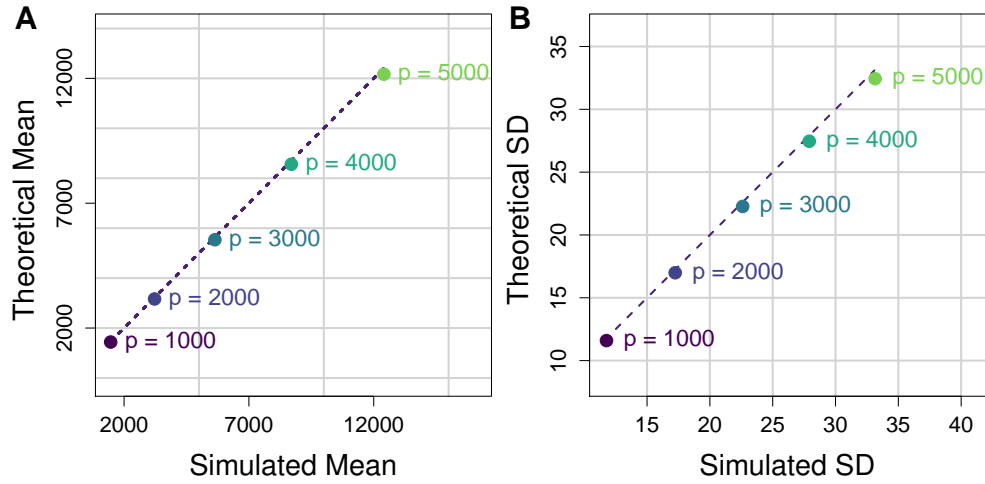 A
Theoretical Mean
12000
7000
2000
p = 5000
p = 4000
p = 3000
p = 2000
p = 1000
2000 7000 12000
Simulated Mean
B
Theoretical SD
35
30
25
20
15
10
p = 5000
p = 4000
p = 3000
p = 2000
p = 1000
15 20 25 30 35 40
Simulated SD